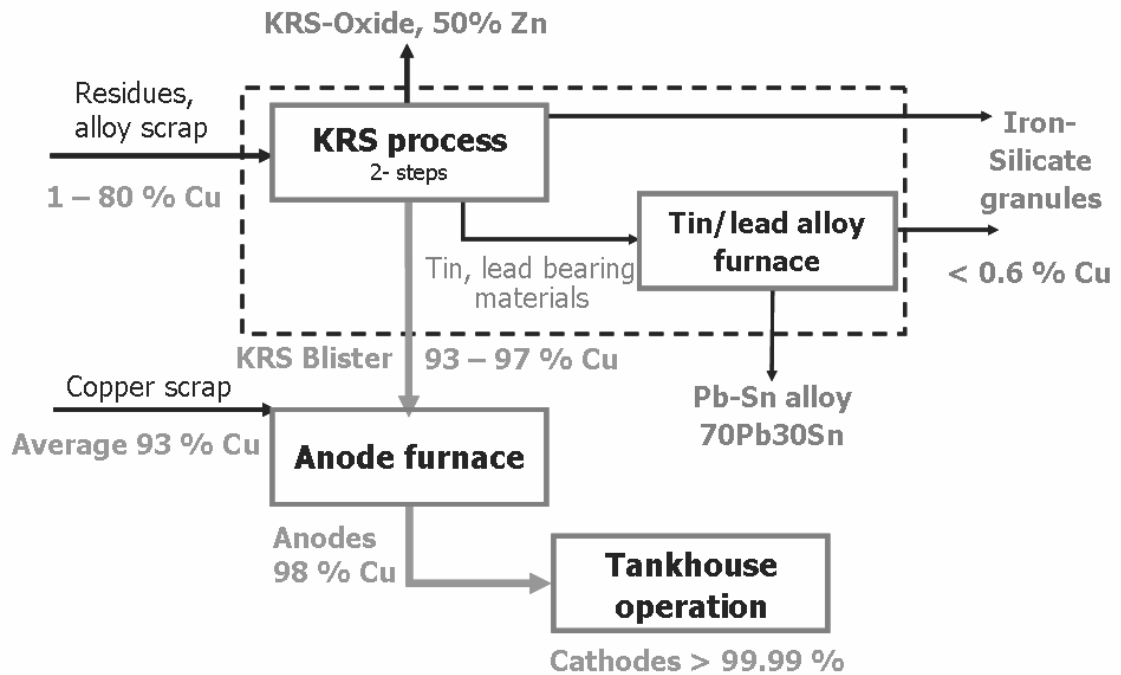 KRS-Oxide, 50% Zn
Residues,
alloy scrap
1 – 80 % Cu
KRS process
2- steps
Iron-
Silicate
granules
< 0.6 % Cu
Tin/lead alloy
furnace
Tin, lead bearing
materials
KRS Blister
93 – 97 % Cu
Pb-Sn alloy
70Pb30Sn
Copper scrap
Average 93 % Cu
Anode furnace
Anodes
98 % Cu
Tankhouse
operation
Cathodes > 99.99 %